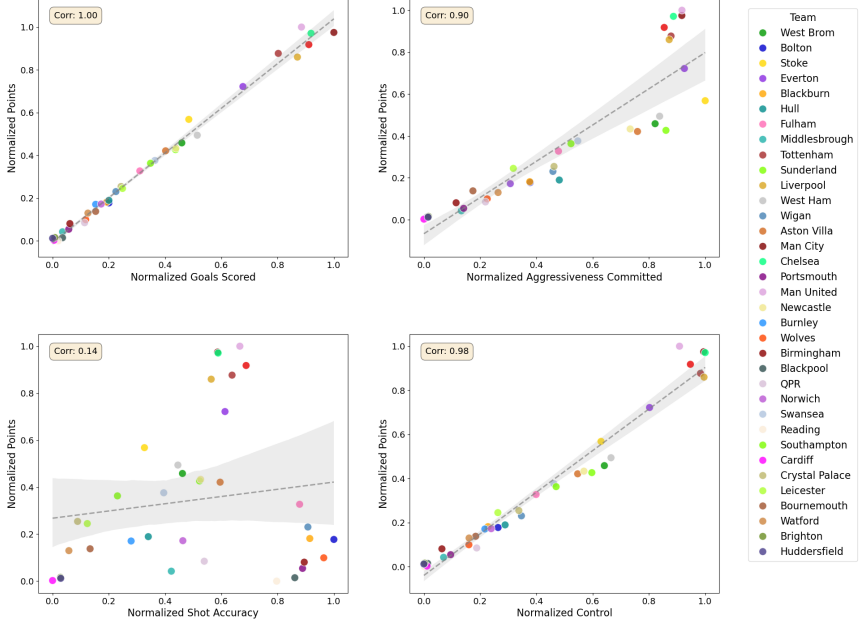 Corr: 1.00
Normalized Points
1.0
0.8
0.6
0.4
0.2
0.0
0.0 0.2 0.4 0.6 0.8 1.0
Normalized Goals Scored
Corr: 0.90
Normalized Points
1.0
0.8
0.6
0.4
0.2
0.0
0.0 0.2 0.4 0.6 0.8 1.0
Normalized Aggressiveness Committed
Corr: 0.14
Normalized Points
1.0
0.8
0.6
0.4
0.2
0.0
0.0 0.2 0.4 0.6 0.8 1.0
Normalized Shot Accuracy
Corr: 0.98
Normalized Points
1.0
0.8
0.6
0.4
0.2
0.0
0.0 0.2 0.4 0.6 0.8 1.0
Normalized Control
Team
West Brom
Bolton
Stoke
Everton
Blackburn
Hull
Fulham
Middlesbrough
Tottenham
Sunderland
Liverpool
West Ham
Wigan
Aston Villa
Man City
Chelsea
Portsmouth
Man United
Newcastle
Burnley
Wolves
Birmingham
Blackpool
QPR
Norwich
Swansea
Reading
Southampton
Cardiff
Crystal Palace
Leicester
Bournemouth
Watford
Brighton
Huddersfield